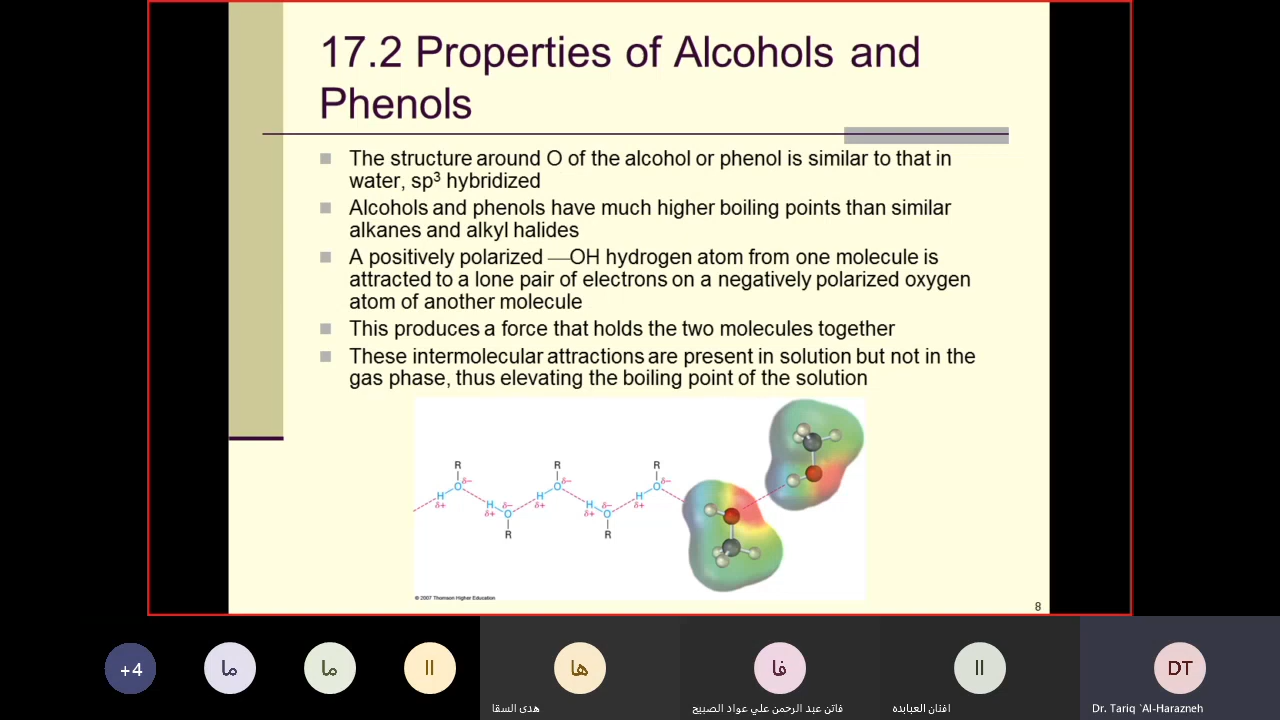 17.2 Properties of Alcohols and
Phenols
The structure around O of the alcohol or phenol is similar to that in
water, sp³ hybridized
Alcohols and phenols have much higher boiling points than similar
alkanes and alkyl halides
A positively polarized —OH hydrogen atom from one molecule is
attracted to a lone pair of electrons on a negatively polarized oxygen
atom of another molecule
This produces a force that holds the two molecules together
These intermolecular attractions are present in solution but not in the
gas phase, thus elevating the boiling point of the solution
R R R
O δ− O δ− O δ−
H H H H H
δ+ δ− O δ+ δ+ δ− O δ+ δ+
R R
© 2007 Thomson Higher Education
8
+4 ما ما اا ها فا اا DT
هدى السقا
فاتن عبد الرحمن علي عواد الصبيح
افنان العبابده
Dr. Tariq `Al-Harazneh